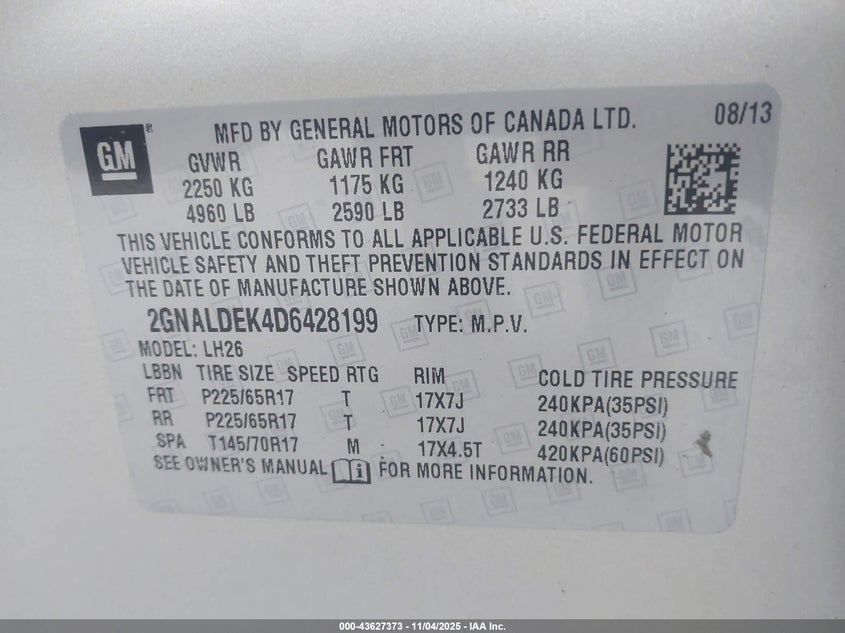 GM
MFD BY GENERAL MOTORS OF CANADA LTD. 08/13
GVWR GAWR FRT GAWR RR
2250 KG 1175 KG 1240 KG
4960 LB 2590 LB 2733 LB
THIS VEHICLE CONFORMS TO ALL APPLICABLE U.S. FEDERAL MOTOR
VEHICLE SAFETY AND THEFT PREVENTION STANDARDS IN EFFECT ON
THE DATE OF MANUFACTURE SHOWN ABOVE.
2GNALDEK4D6428199 TYPE: M.P.V.
MODEL: LH26
LBBN TIRE SIZE SPEED RTG RIM COLD TIRE PRESSURE
FRT P225/65R17 T 17X7J 240KPA(35PSI)
RR P225/65R17 T 17X7J 240KPA(35PSI)
SPA T145/70R17 M 17X4.5T 420KPA(60PSI)
SEE OWNER'S MANUAL i FOR MORE INFORMATION.
000-43627373 - 11/04/2025 - IAA Inc.